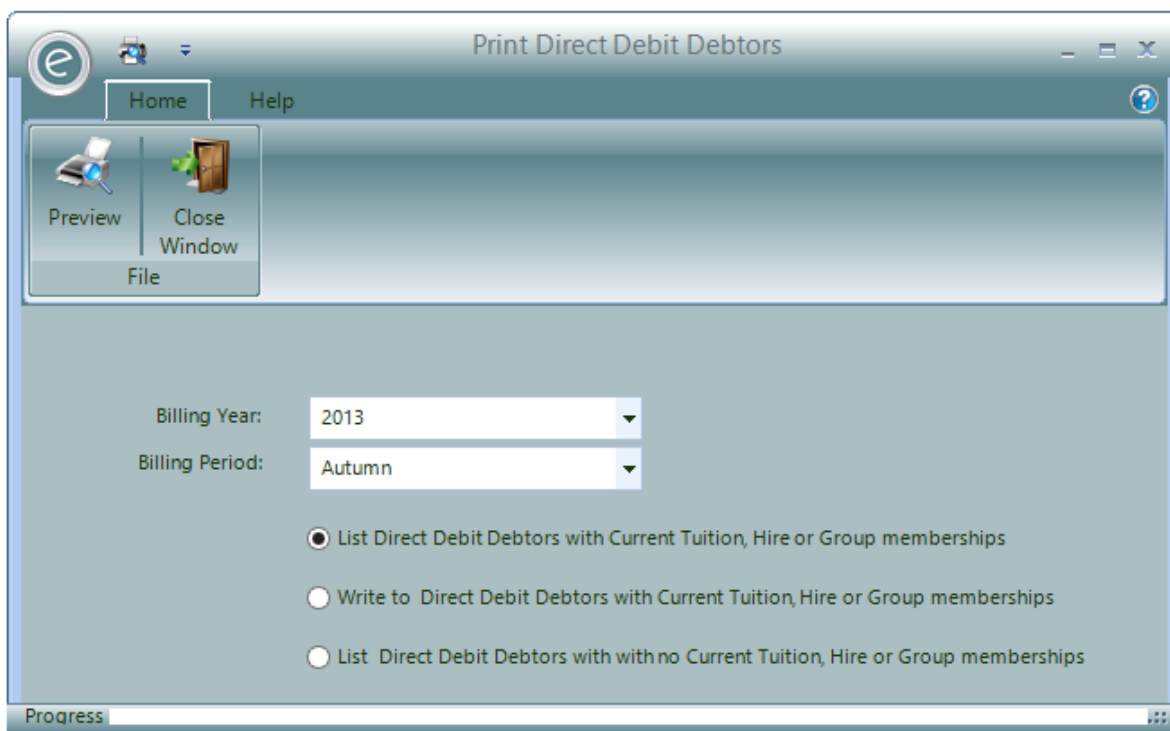 e
Print Direct Debit Debtors
Home Help
Preview
Close
Window
File
Billing Year: 2013
Billing Period: Autumn
List Direct Debit Debtors with Current Tuition, Hire or Group memberships
Write to Direct Debit Debtors with Current Tuition, Hire or Group memberships
List Direct Debit Debtors with with no Current Tuition, Hire or Group memberships
Progress